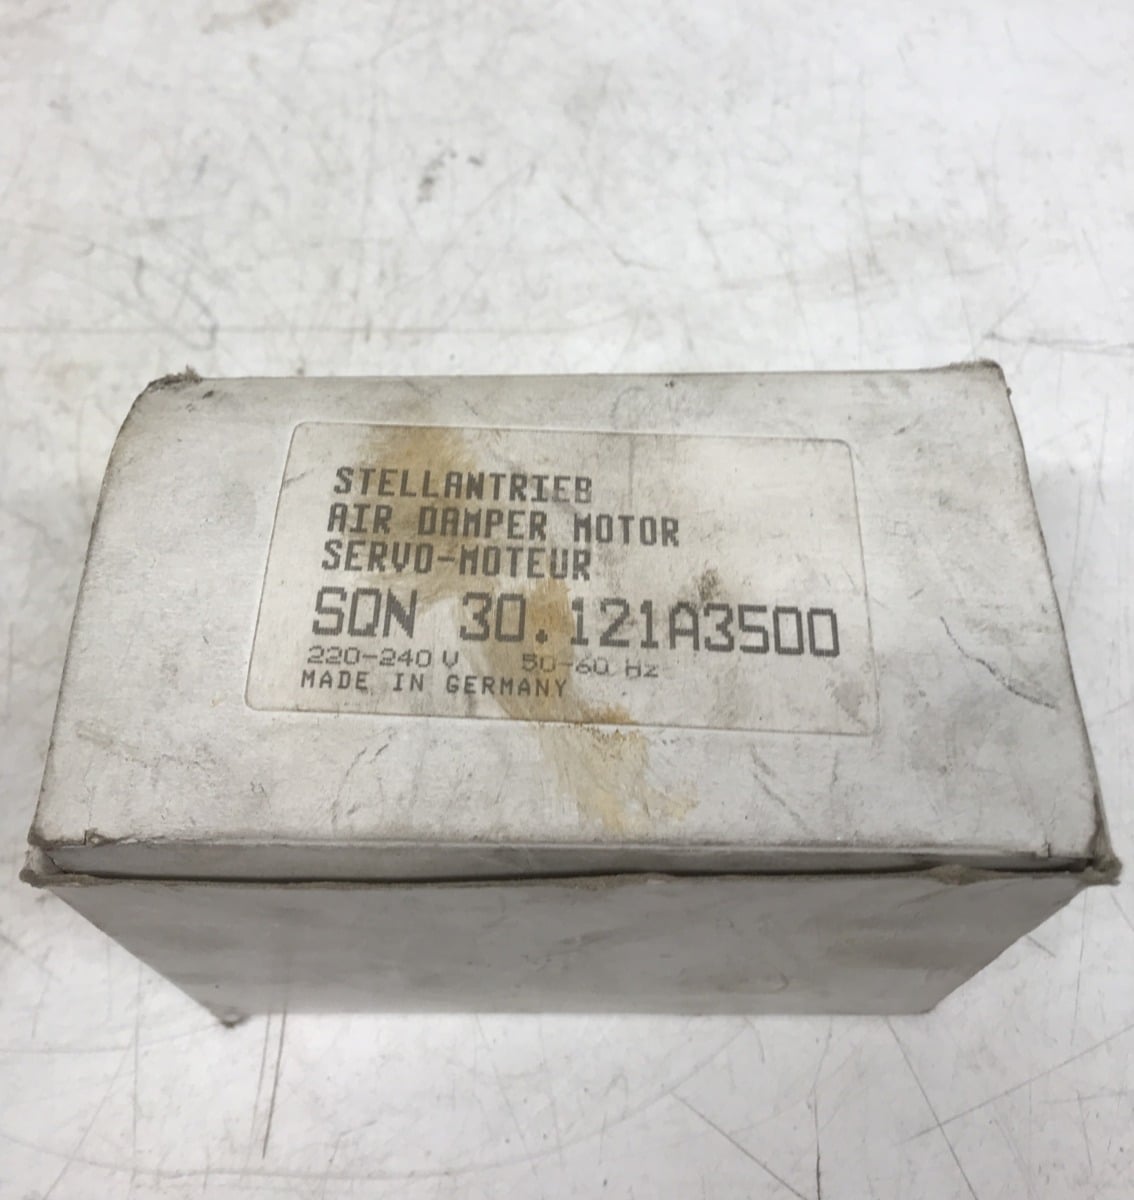 STELLANTRIEB
AIR DAMPER MOTOR
SERVO-MOTEUR
SQN 30.121A3500
220-240 V 50-60 Hz
MADE IN GERMANY